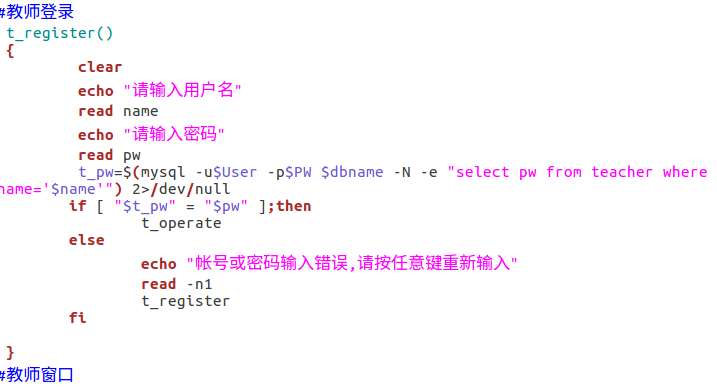 #教师登录
t_register()
{
clear
echo "请输入用户名"
read name
echo "请输入密码"
read pw
t_pw=$(mysql -u$User -p$PW $dbname -N -e "select pw from teacher where
name='$name'") 2>/dev/null
if [ "$t_pw" = "$pw" ];then
t_operate
else
echo "帐号或密码输入错误,请按任意键重新输入"
read -n1
t_register
fi
}
#教师窗口